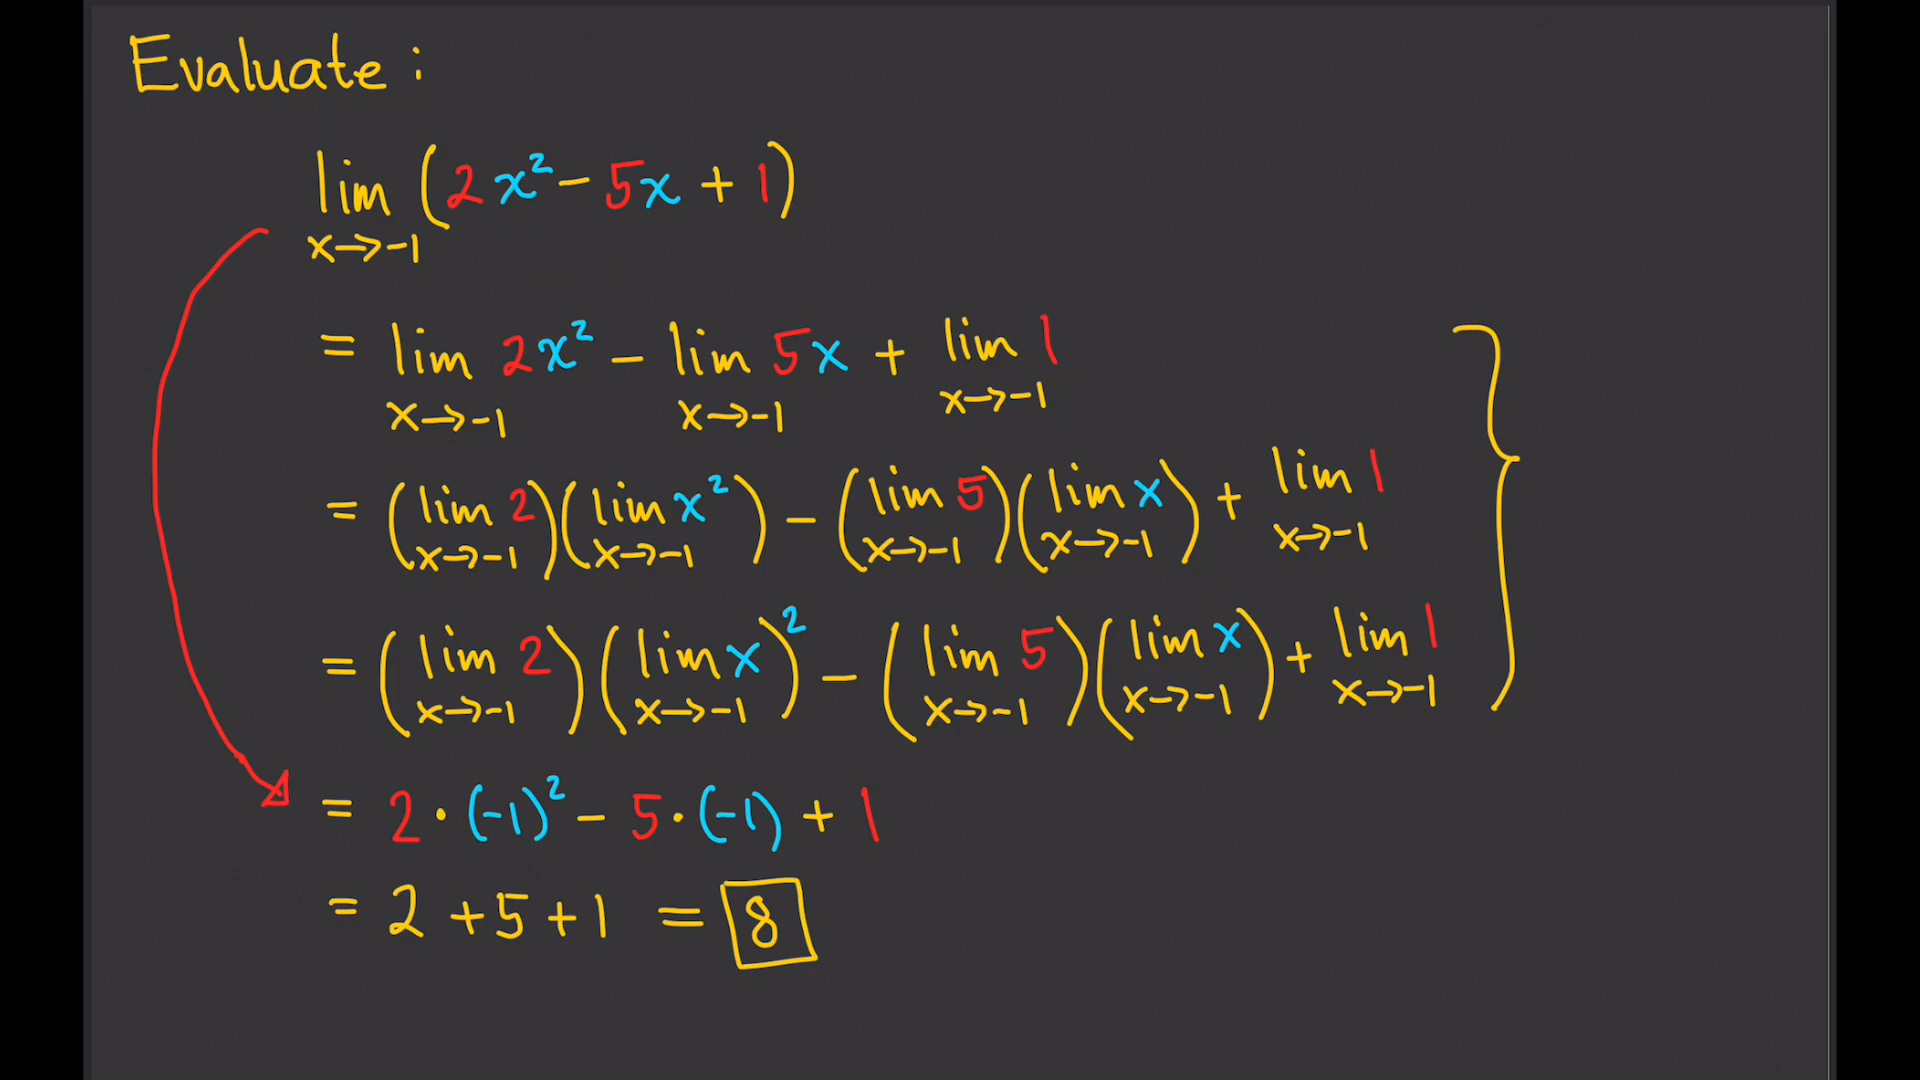 Evaluate :
lim (2x² - 5x + 1)
x→-1
= lim 2x² - lim 5x + lim 1
x→-1 x→-1 x→-1
= (lim 2)(lim x²) - (lim 5)(lim x) + lim 1
x→-1 x→-1 x→-1 x→-1 x→-1
= (lim 2)(lim x)² - (lim 5)(lim x) + lim 1
x→-1 x→-1 x→-1 x→-1 x→-1
= 2·(-1)² - 5·(-1) + 1
= 2 + 5 + 1 = 8